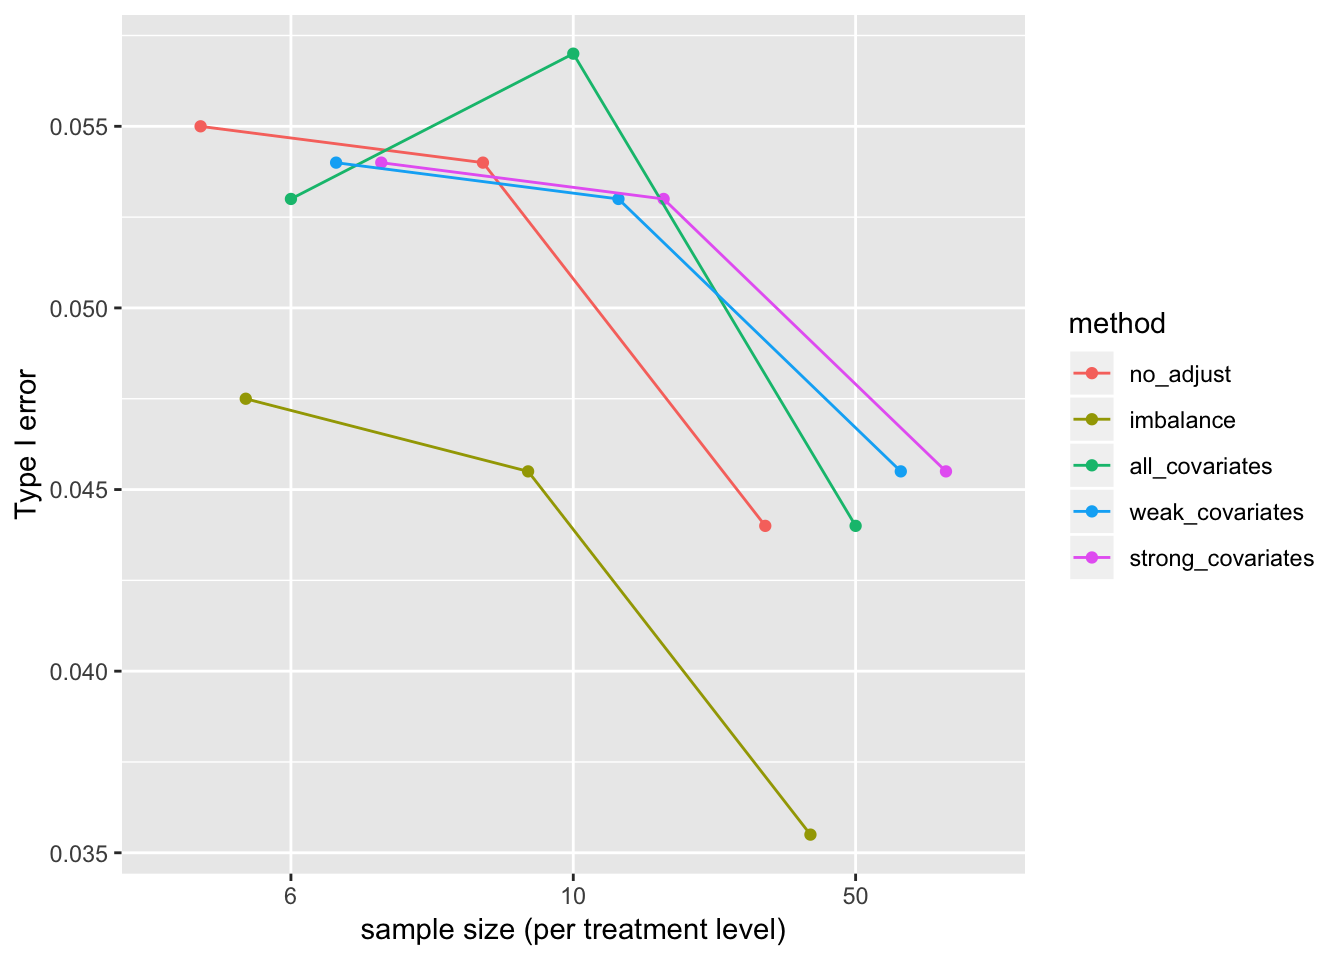 0.055
0.050
0.045
0.040
0.035
Type I error
6 10 50
sample size (per treatment level)
method
no_adjust
imbalance
all_covariates
weak_covariates
strong_covariates